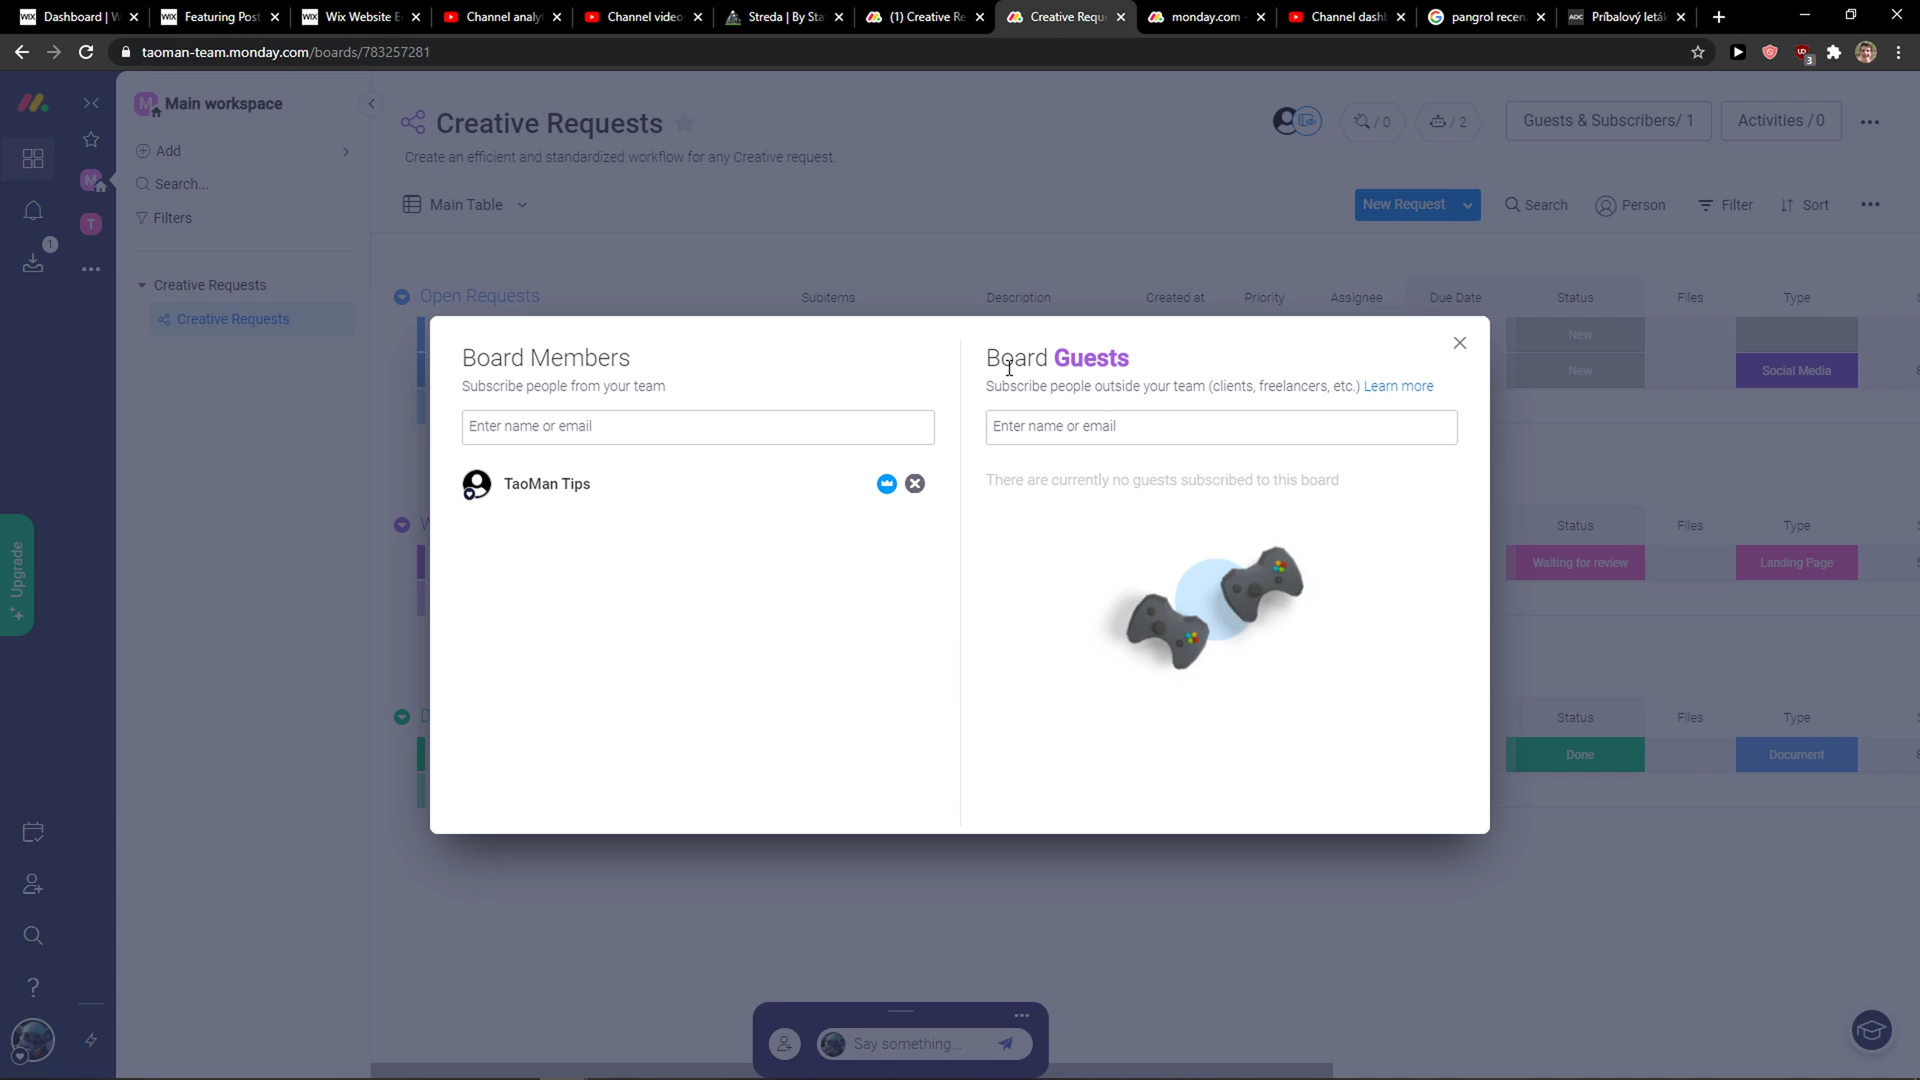 Dashboard | W
Featuring Post
Wix Website E
Channel analy
Channel video
Streda | By Sta
(1) Creative Re
Creative Requ
monday.com -
Channel dash
pangrol recen
Príbalový leták
taoman-team.monday.com/boards/783257281
3
M
Main workspace
Add
Search...
Filters
Creative Requests
Creative Requests
M
T
1
Upgrade
Creative Requests
Create an efficient and standardized workflow for any Creative request.
/ 0
/ 2
Guests & Subscribers/ 1
Activities / 0
Main Table
New Request
Search
Person
Filter
Sort
Open Requests
Subitems
Description
Created at
Priority
Assignee
Due Date
Status
Files
Type
New
New
Social Media
Board Members
Subscribe people from your team
Enter name or email
TaoMan Tips
Board Guests
Subscribe people outside your team (clients, freelancers, etc.) Learn more
Enter name or email
There are currently no guests subscribed to this board
Status
Files
Type
Waiting for review
Landing Page
Status
Files
Type
Done
Document
Say something...